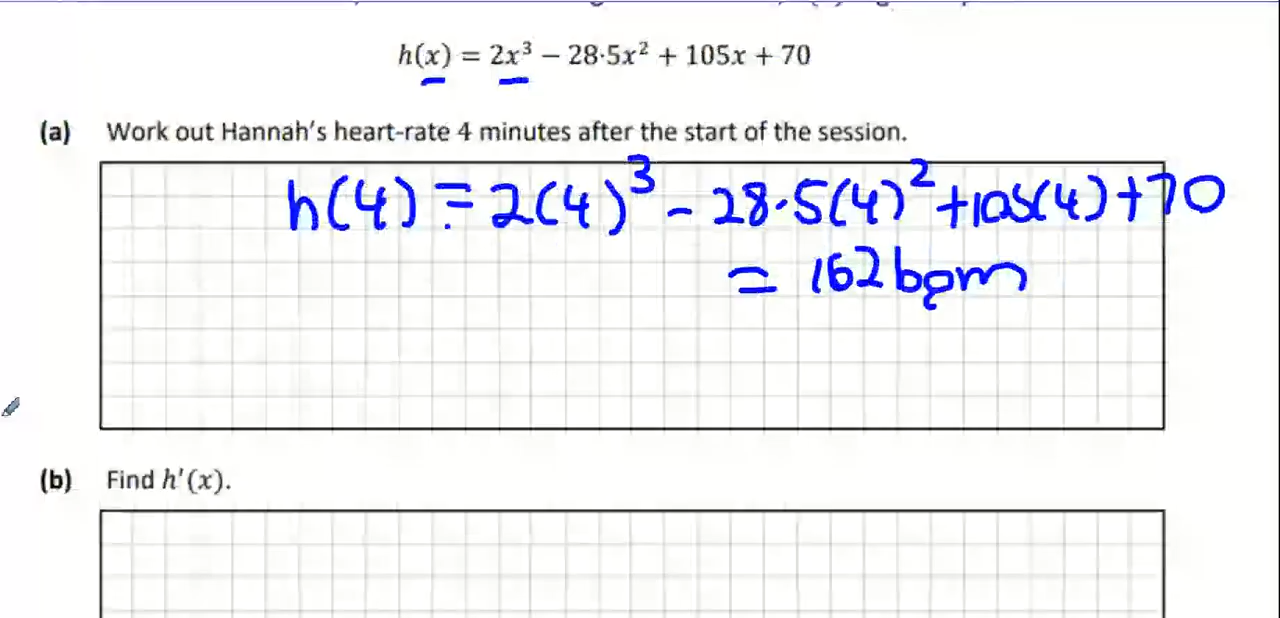 h(x) = 2x³ − 28·5x² + 105x + 70
(a) Work out Hannah's heart-rate 4 minutes after the start of the session.
h(4) = 2(4)³ - 28.5(4)² + 105(4) + 70
= 162 bpm
(b) Find h'(x).